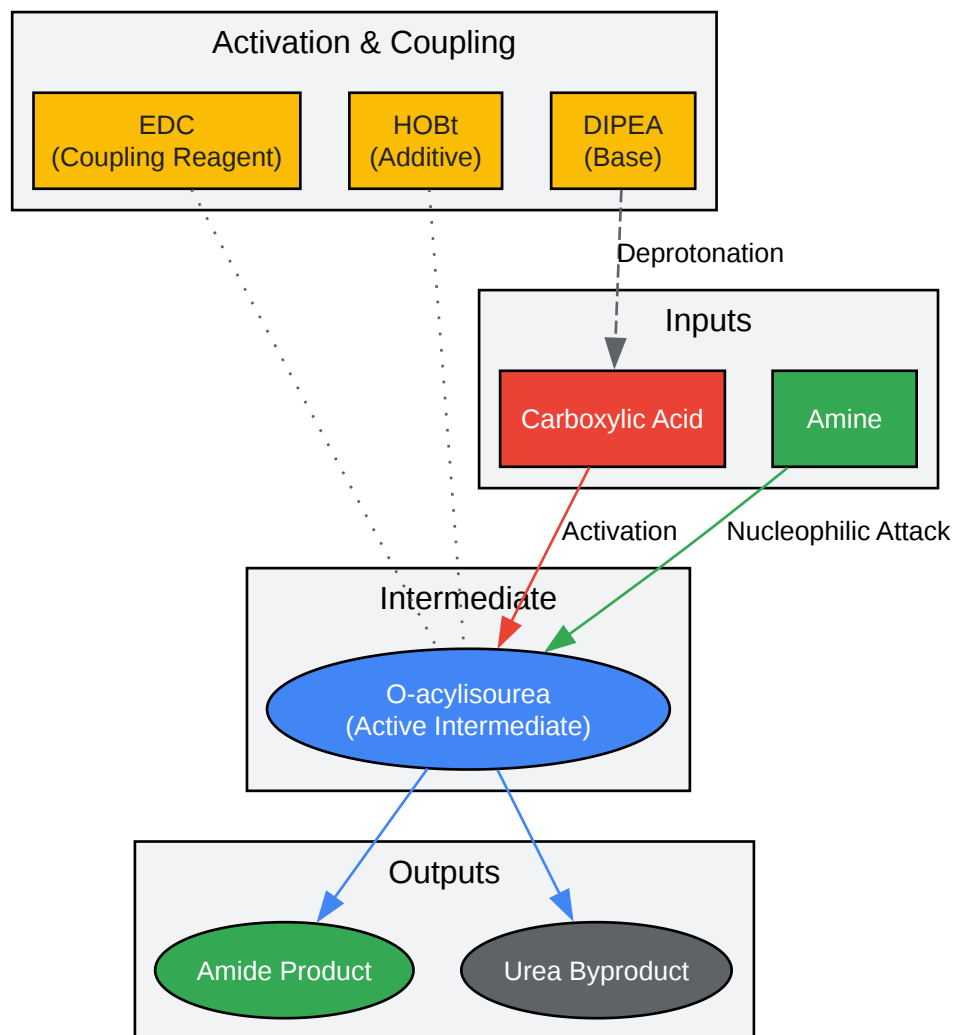 Activation & Coupling
EDC
(Coupling Reagent)
HOBt
(Additive)
DIPEA
(Base)
Deprotonation
Inputs
Carboxylic Acid
Amine
Activation
Nucleophilic Attack
Intermediate
O-acylisourea
(Active Intermediate)
Outputs
Amide Product
Urea Byproduct